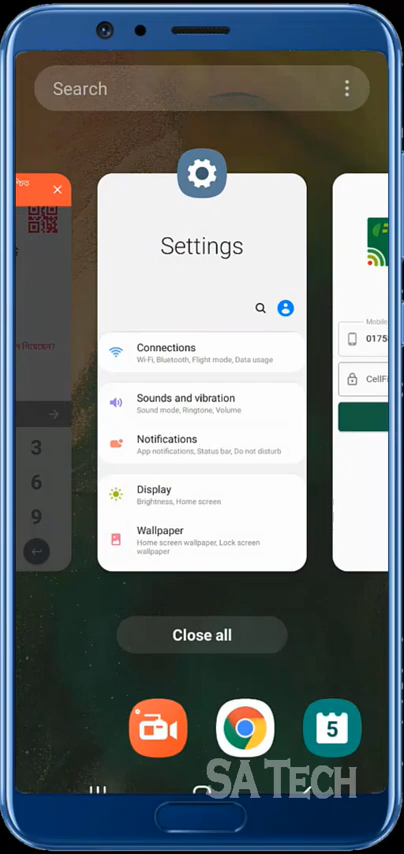 Search
Settings
Connections
Wi-Fi, Bluetooth, Flight mode, Data usage
Sounds and vibration
Sound mode, Ringtone, Volume
Notifications
App notifications, Status bar, Do not disturb
Display
Brightness, Home screen
Wallpaper
Home screen wallpaper, Lock screen
wallpaper
3
6
9
Mobile
0175
CellFi
Close all
5
SA TECH